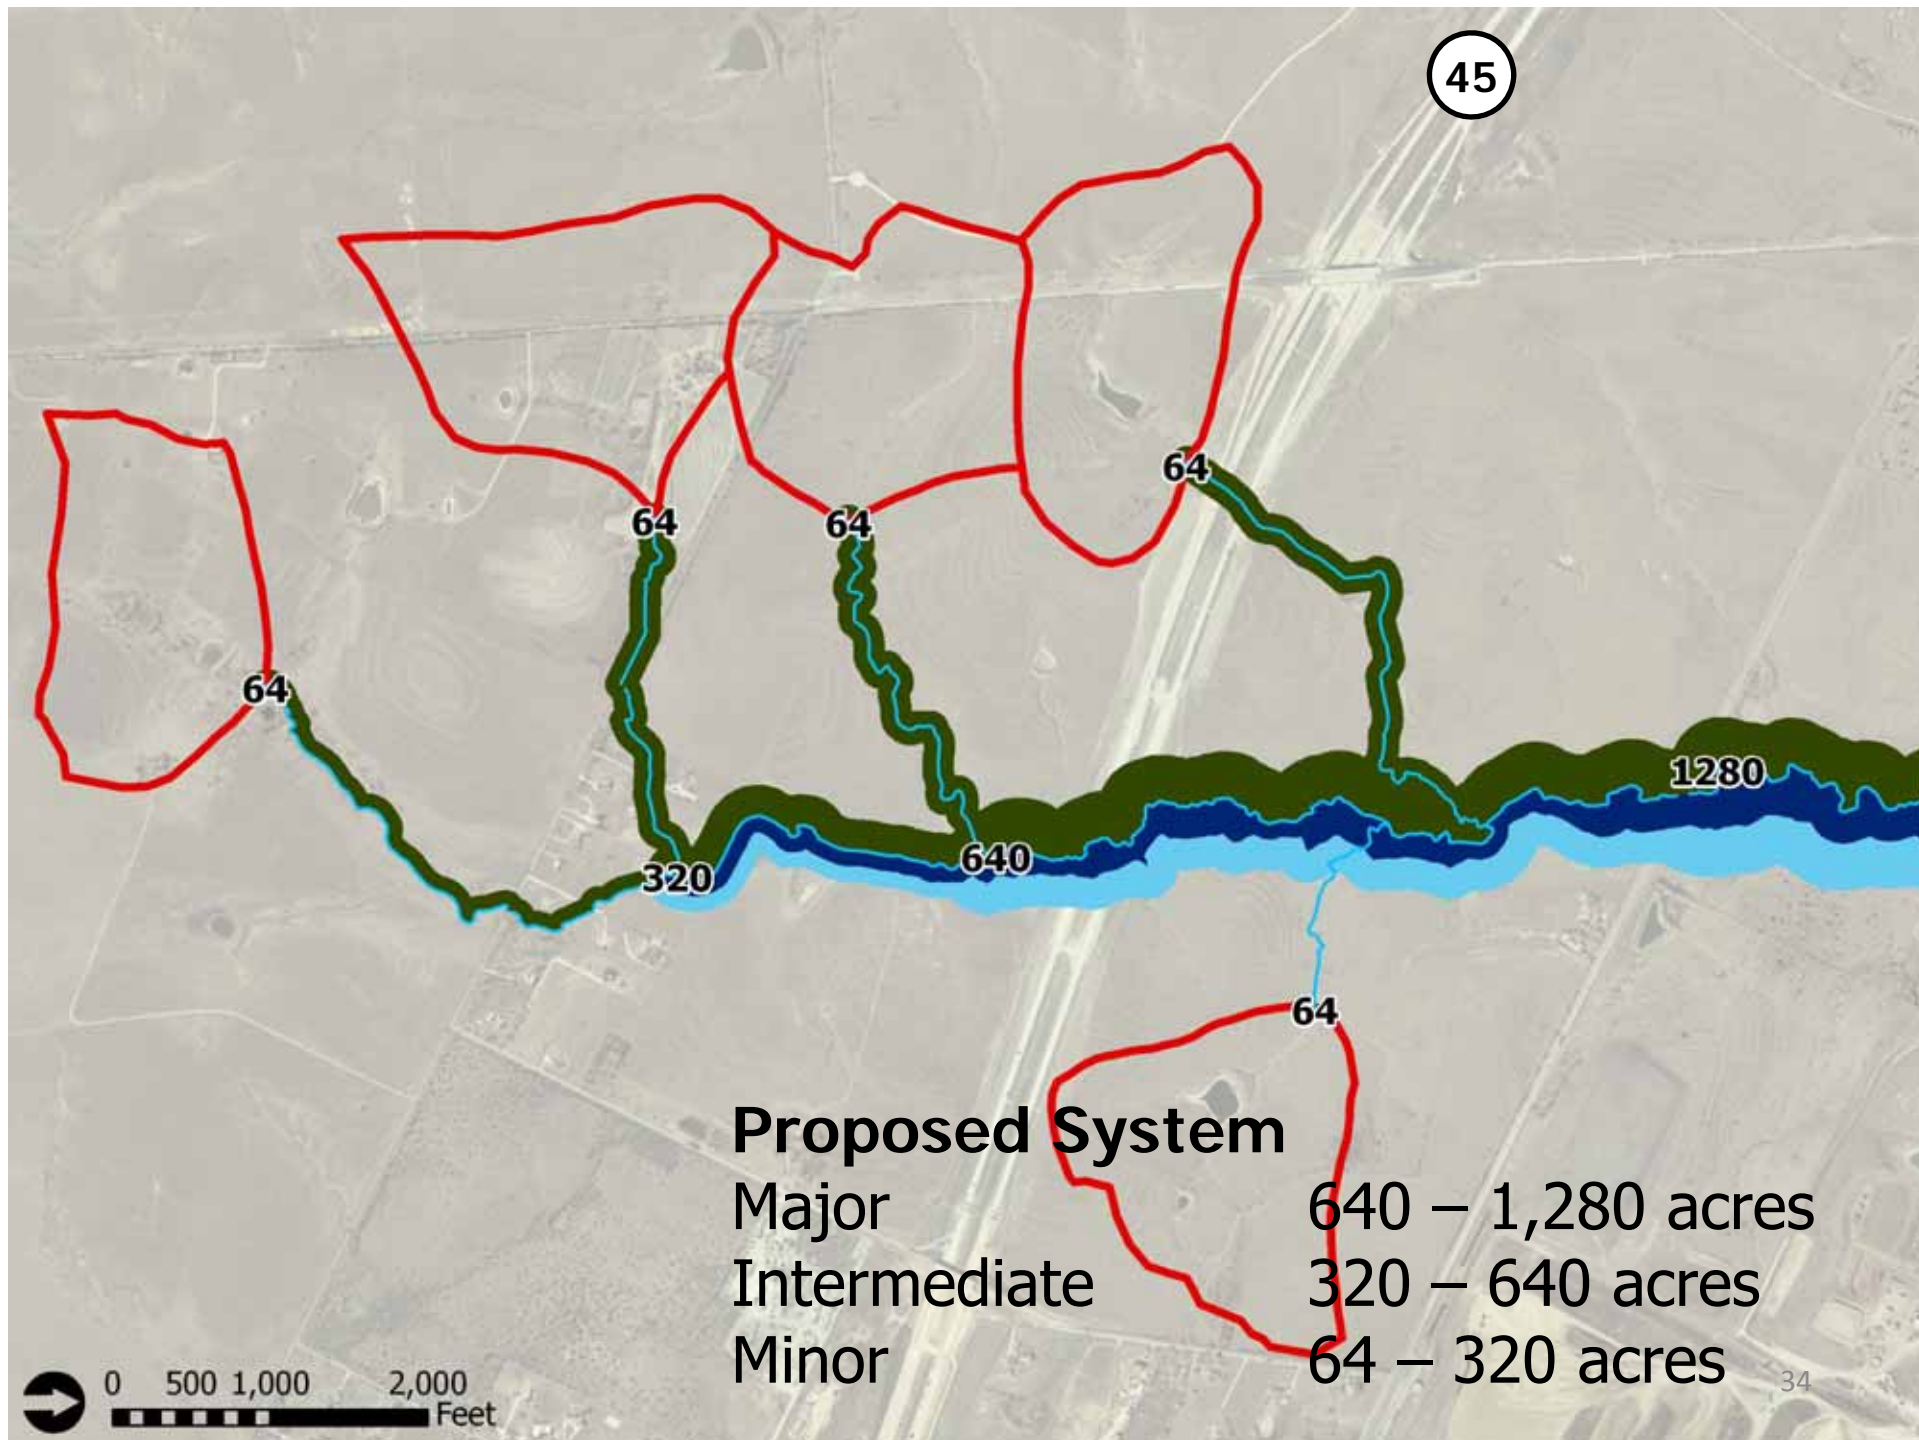 45
64
64
64
64
1280
640
320
64
Proposed System
Major 640 – 1,280 acres
Intermediate 320 – 640 acres
Minor 64 – 320 acres
34
0 500 1,000 2,000
Feet